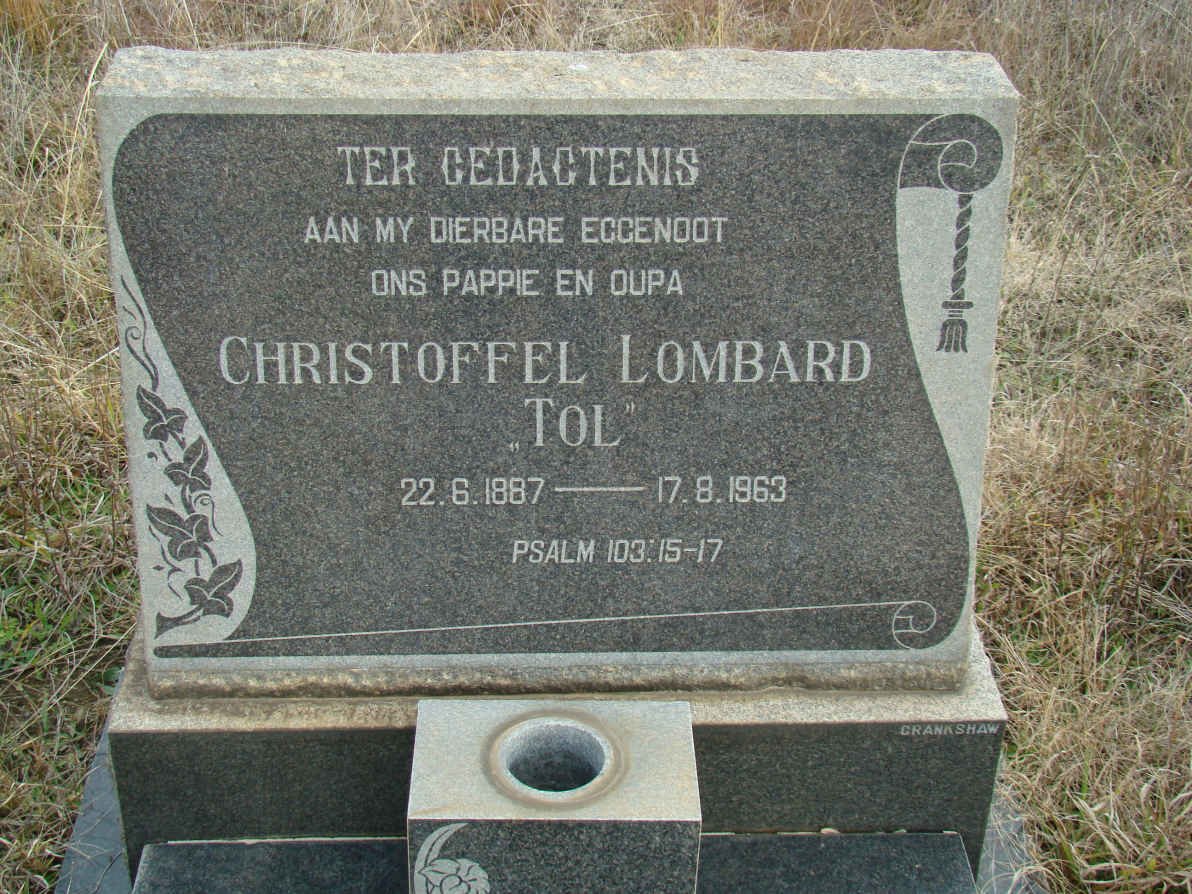 TER GEDAGTENIS
AAN MY DIERBARE EGGENOOT
ONS PAPPIE EN OUPA
CHRISTOFFEL LOMBARD
„TOL”
22.6.1887 — 17.8.1963
PSALM 103:15-17
CRANKSHAW